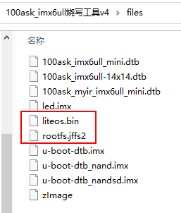 100ask_imx6ull烧写工具v4 › files
名称
100ask_imx6ull_mini.dtb
100ask_imx6ull-14x14.dtb
100ask_myir_imx6ull_mini.dtb
led.imx
liteos.bin
rootfs.jffs2
u-boot-dtb.imx
u-boot-dtb_nand.imx
u-boot-dtb_nandsd.imx
zImage